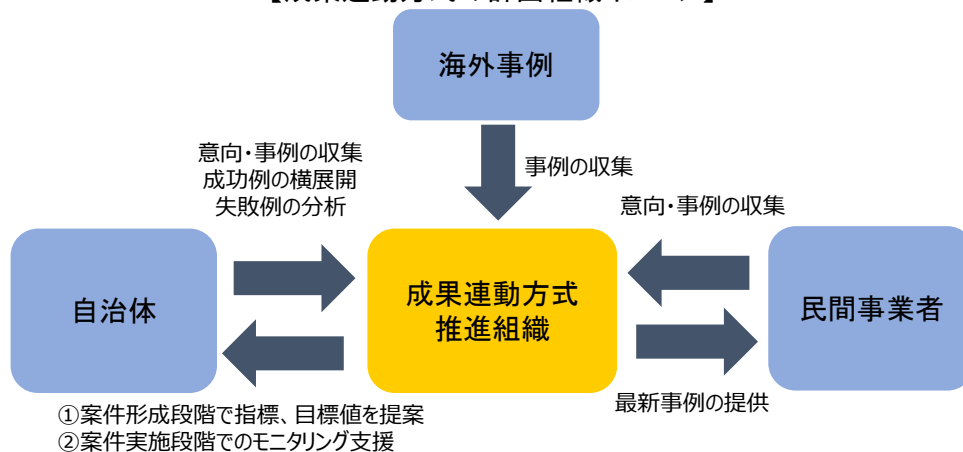 海外事例
意向・事例の収集
成功例の横展開
失敗例の分析
事例の収集
意向・事例の収集
自治体
成果連動方式
推進組織
民間事業者
最新事例の提供
①案件形成段階で指標、目標値を提案
②案件実施段階でのモニタリング支援